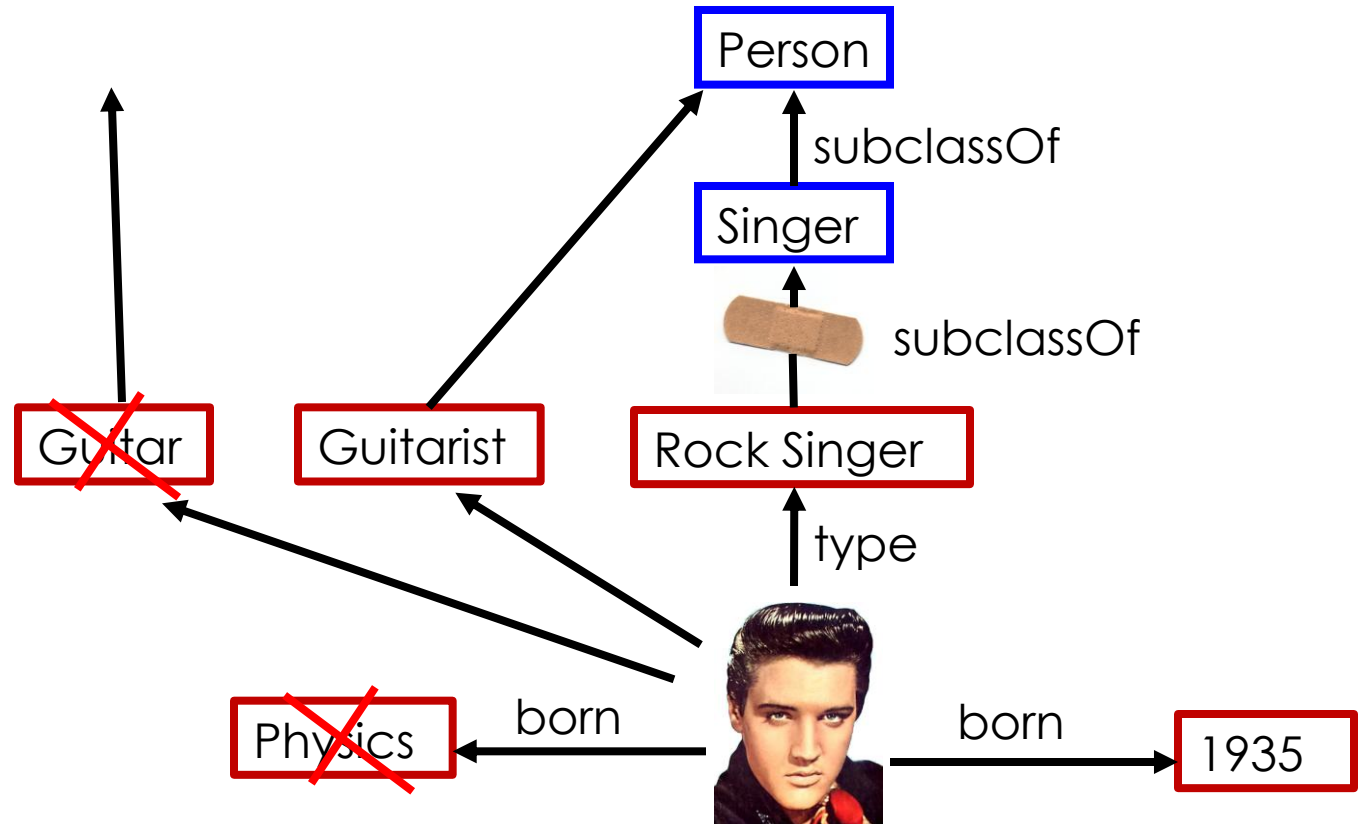 Person
subclassOf
Singer
subclassOf
Guitar
Guitarist
Rock Singer
type
Physics
born
born
1935